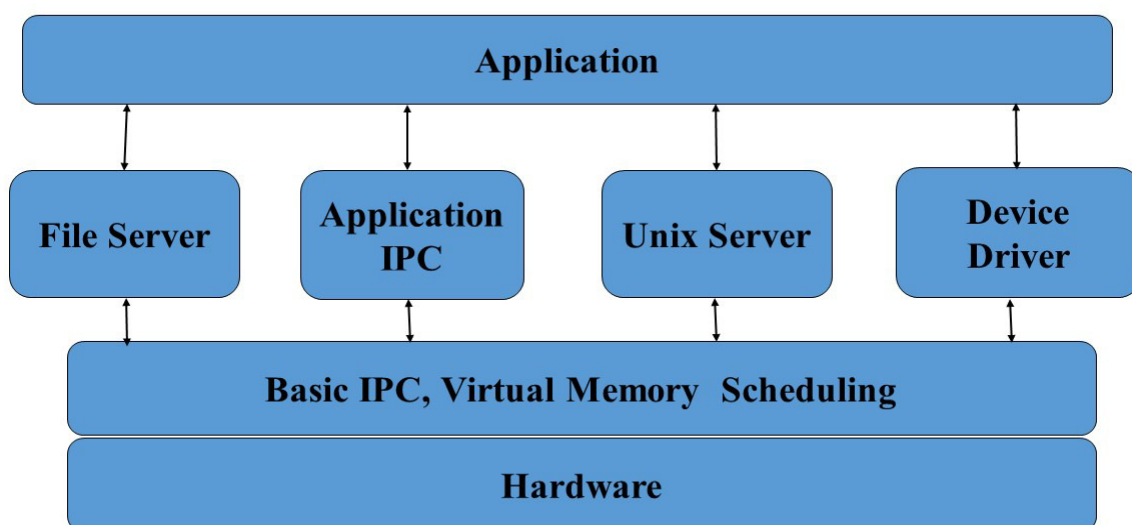 Application
File Server
Application
IPC
Unix Server
Device
Driver
Basic IPC, Virtual Memory Scheduling
Hardware